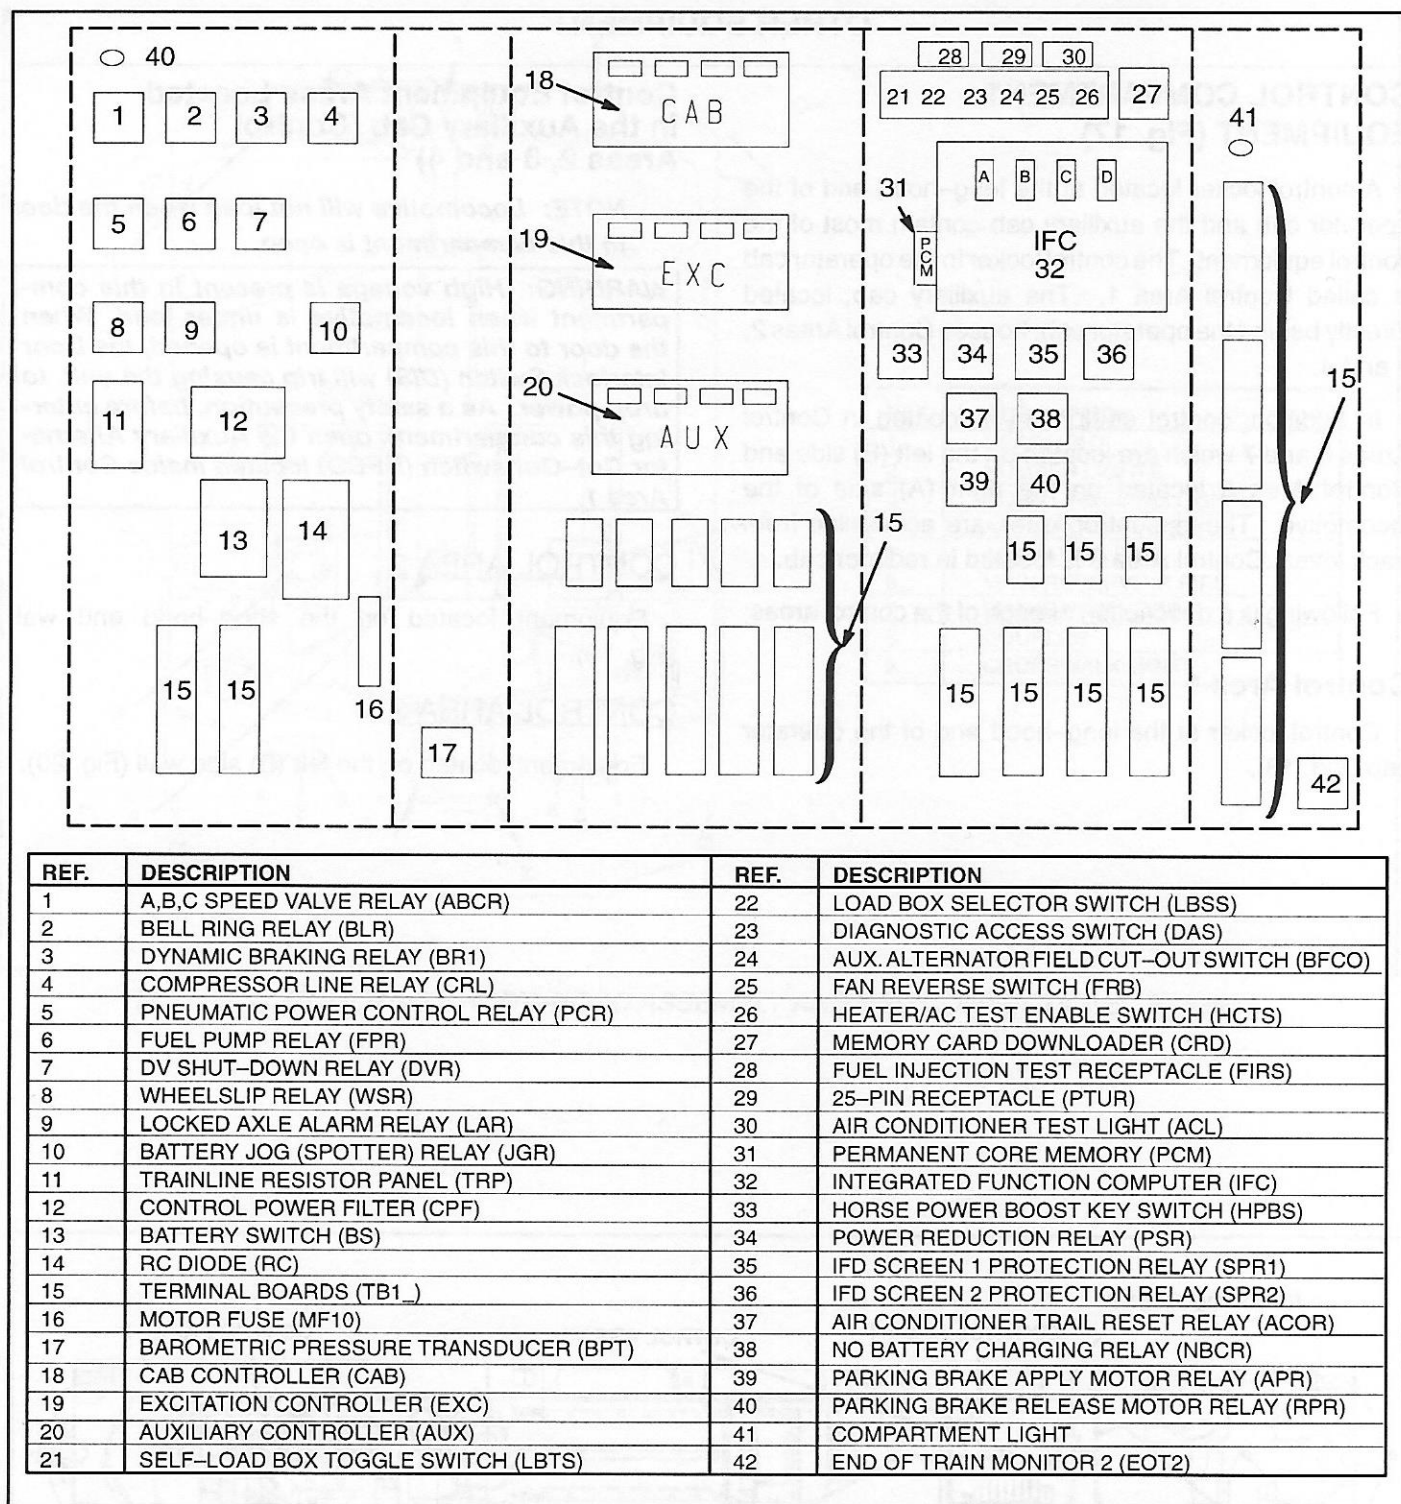 40
1 2 3 4
5 6 7
8 9 10
11 12
13
14
15 15
16
17
18 CAB
19 EXC
20 AUX
15
28 29 30
21 22 23 24 25 26 27
31
PCM
A B C D
IFC
32
33 34 35 36
37 38
39 40
15 15 15
15 15 15 15
41
15
42
REF. DESCRIPTION
1 A,B,C SPEED VALVE RELAY (ABCR)
2 BELL RING RELAY (BLR)
3 DYNAMIC BRAKING RELAY (BR1)
4 COMPRESSOR LINE RELAY (CRL)
5 PNEUMATIC POWER CONTROL RELAY (PCR)
6 FUEL PUMP RELAY (FPR)
7 DV SHUT–DOWN RELAY (DVR)
8 WHEELSLIP RELAY (WSR)
9 LOCKED AXLE ALARM RELAY (LAR)
10 BATTERY JOG (SPOTTER) RELAY (JGR)
11 TRAINLINE RESISTOR PANEL (TRP)
12 CONTROL POWER FILTER (CPF)
13 BATTERY SWITCH (BS)
14 RC DIODE (RC)
15 TERMINAL BOARDS (TB1_)
16 MOTOR FUSE (MF10)
17 BAROMETRIC PRESSURE TRANSDUCER (BPT)
18 CAB CONTROLLER (CAB)
19 EXCITATION CONTROLLER (EXC)
20 AUXILIARY CONTROLLER (AUX)
21 SELF–LOAD BOX TOGGLE SWITCH (LBTS)
REF. DESCRIPTION
22 LOAD BOX SELECTOR SWITCH (LBSS)
23 DIAGNOSTIC ACCESS SWITCH (DAS)
24 AUX. ALTERNATOR FIELD CUT–OUT SWITCH (BFCO)
25 FAN REVERSE SWITCH (FRB)
26 HEATER/AC TEST ENABLE SWITCH (HCTS)
27 MEMORY CARD DOWNLOADER (CRD)
28 FUEL INJECTION TEST RECEPTACLE (FIRS)
29 25–PIN RECEPTACLE (PTUR)
30 AIR CONDITIONER TEST LIGHT (ACL)
31 PERMANENT CORE MEMORY (PCM)
32 INTEGRATED FUNCTION COMPUTER (IFC)
33 HORSE POWER BOOST KEY SWITCH (HPBS)
34 POWER REDUCTION RELAY (PSR)
35 IFD SCREEN 1 PROTECTION RELAY (SPR1)
36 IFD SCREEN 2 PROTECTION RELAY (SPR2)
37 AIR CONDITIONER TRAIL RESET RELAY (ACOR)
38 NO BATTERY CHARGING RELAY (NBCR)
39 PARKING BRAKE APPLY MOTOR RELAY (APR)
40 PARKING BRAKE RELEASE MOTOR RELAY (RPR)
41 COMPARTMENT LIGHT
42 END OF TRAIN MONITOR 2 (EOT2)